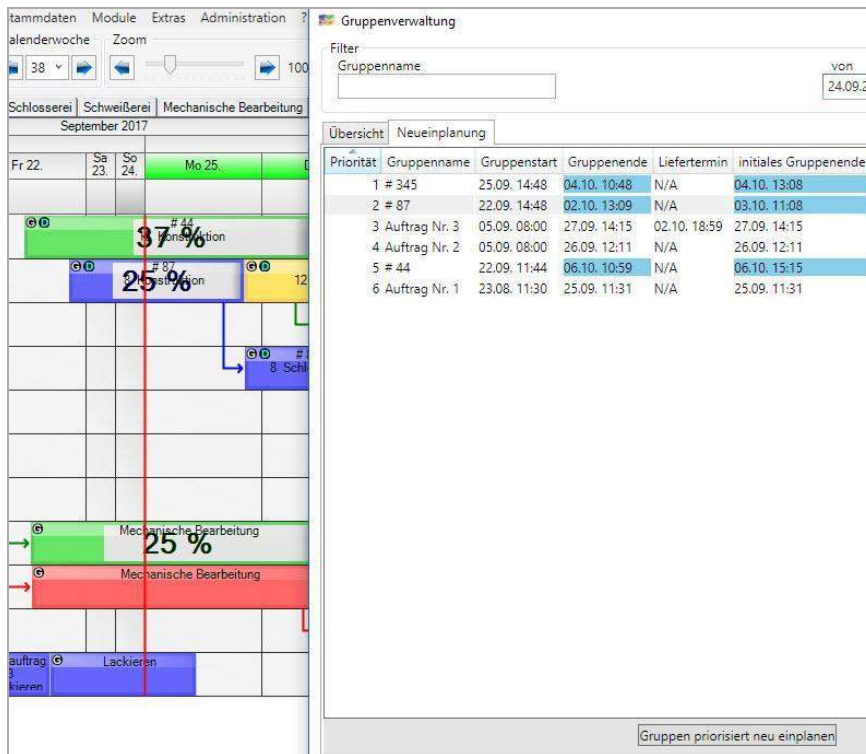 tammdaten Module Extras Administration ?
alenderwoche Zoom
38 100
Schlosserei Schweißerei Mechanische Bearbeitung
September 2017
Fr 22. Sa 23. So 24. Mo 25. D
G D # 44
Konstruktion
37 %
G D # 87
8 Konstruktion
25 %
G D
12
G D #
8 Schl
G Mechanische Bearbeitung
25 %
G Mechanische Bearbeitung
auftrag G Lackieren
3
kieren
Gruppenverwaltung
Filter
Gruppenname von
24.09.2
Übersicht Neueinplanung
Priorität Gruppenname Gruppenstart Gruppenende Liefertermin initiales Gruppenende
1 # 345 25.09. 14:48 04.10. 10:48 N/A 04.10. 13:08
2 # 87 22.09. 14:48 02.10. 13:09 N/A 03.10. 11:08
3 Auftrag Nr. 3 05.09. 08:00 27.09. 14:15 02.10. 18:59 27.09. 14:15
4 Auftrag Nr. 2 05.09. 08:00 26.09. 12:11 N/A 26.09. 12:11
5 # 44 22.09. 11:44 06.10. 10:59 N/A 06.10. 15:15
6 Auftrag Nr. 1 23.08. 11:30 25.09. 11:31 N/A 25.09. 11:31
Gruppen priorisiert neu einplanen